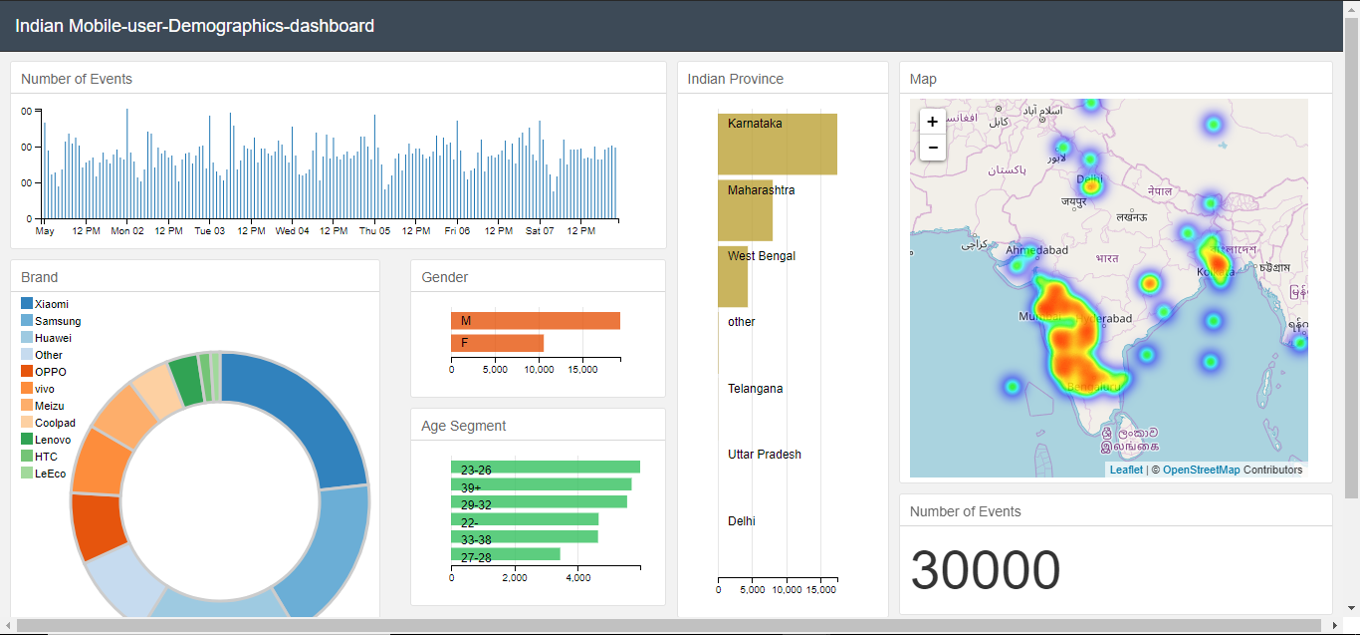 Indian Mobile-user-Demographics-dashboard
Number of Events
00
00
00
0
May 12 PM Mon 02 12 PM Tue 03 12 PM Wed 04 12 PM Thu 05 12 PM Fri 06 12 PM Sat 07 12 PM
Brand
Xiaomi
Samsung
Huawei
Other
OPPO
vivo
Meizu
Coolpad
Lenovo
HTC
LeEco
Gender
M
F
0 5,000 10,000 15,000
Age Segment
23-26
39+
29-32
22-
33-38
27-28
0 2,000 4,000
Indian Province
Karnataka
Maharashtra
West Bengal
other
Telangana
Uttar Pradesh
Delhi
0 5,000 10,000 15,000
Map
+
−
اسلام آباد
کابل
لاہور
پاکستان
Delhi
जयपुर
नेपाल
लखनऊ
کراچی
Ahmedabad
भारत
বাংলাদেশ
চট্টগ্রাম
Hyderabad
Bengaluru
ශ්‍රී ලංකාව
இலங்கை
Leaflet | © OpenStreetMap Contributors
Number of Events
30000